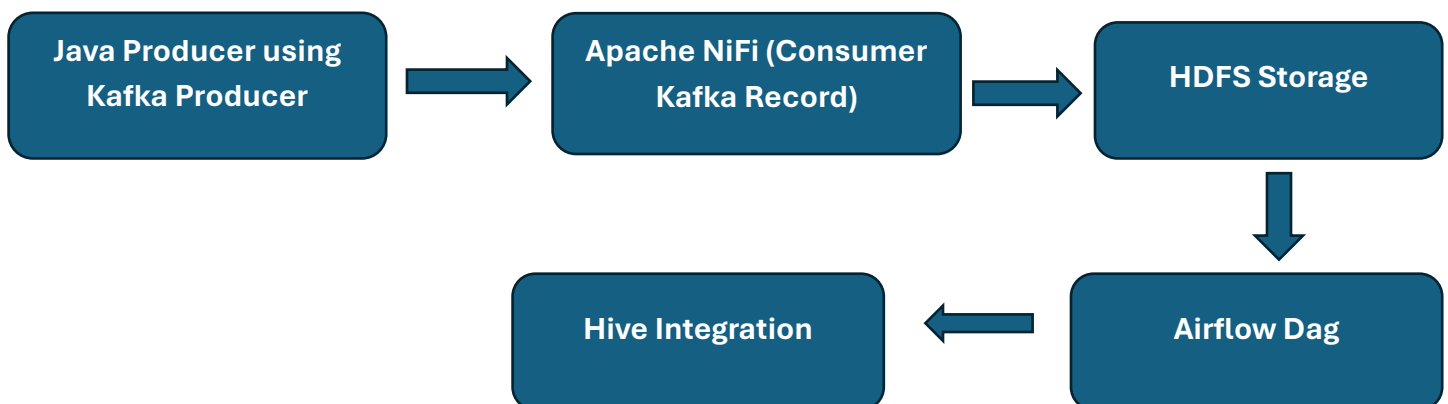 Java Producer using
Kafka Producer
Apache NiFi (Consumer
Kafka Record)
HDFS Storage
Hive Integration
Airflow Dag